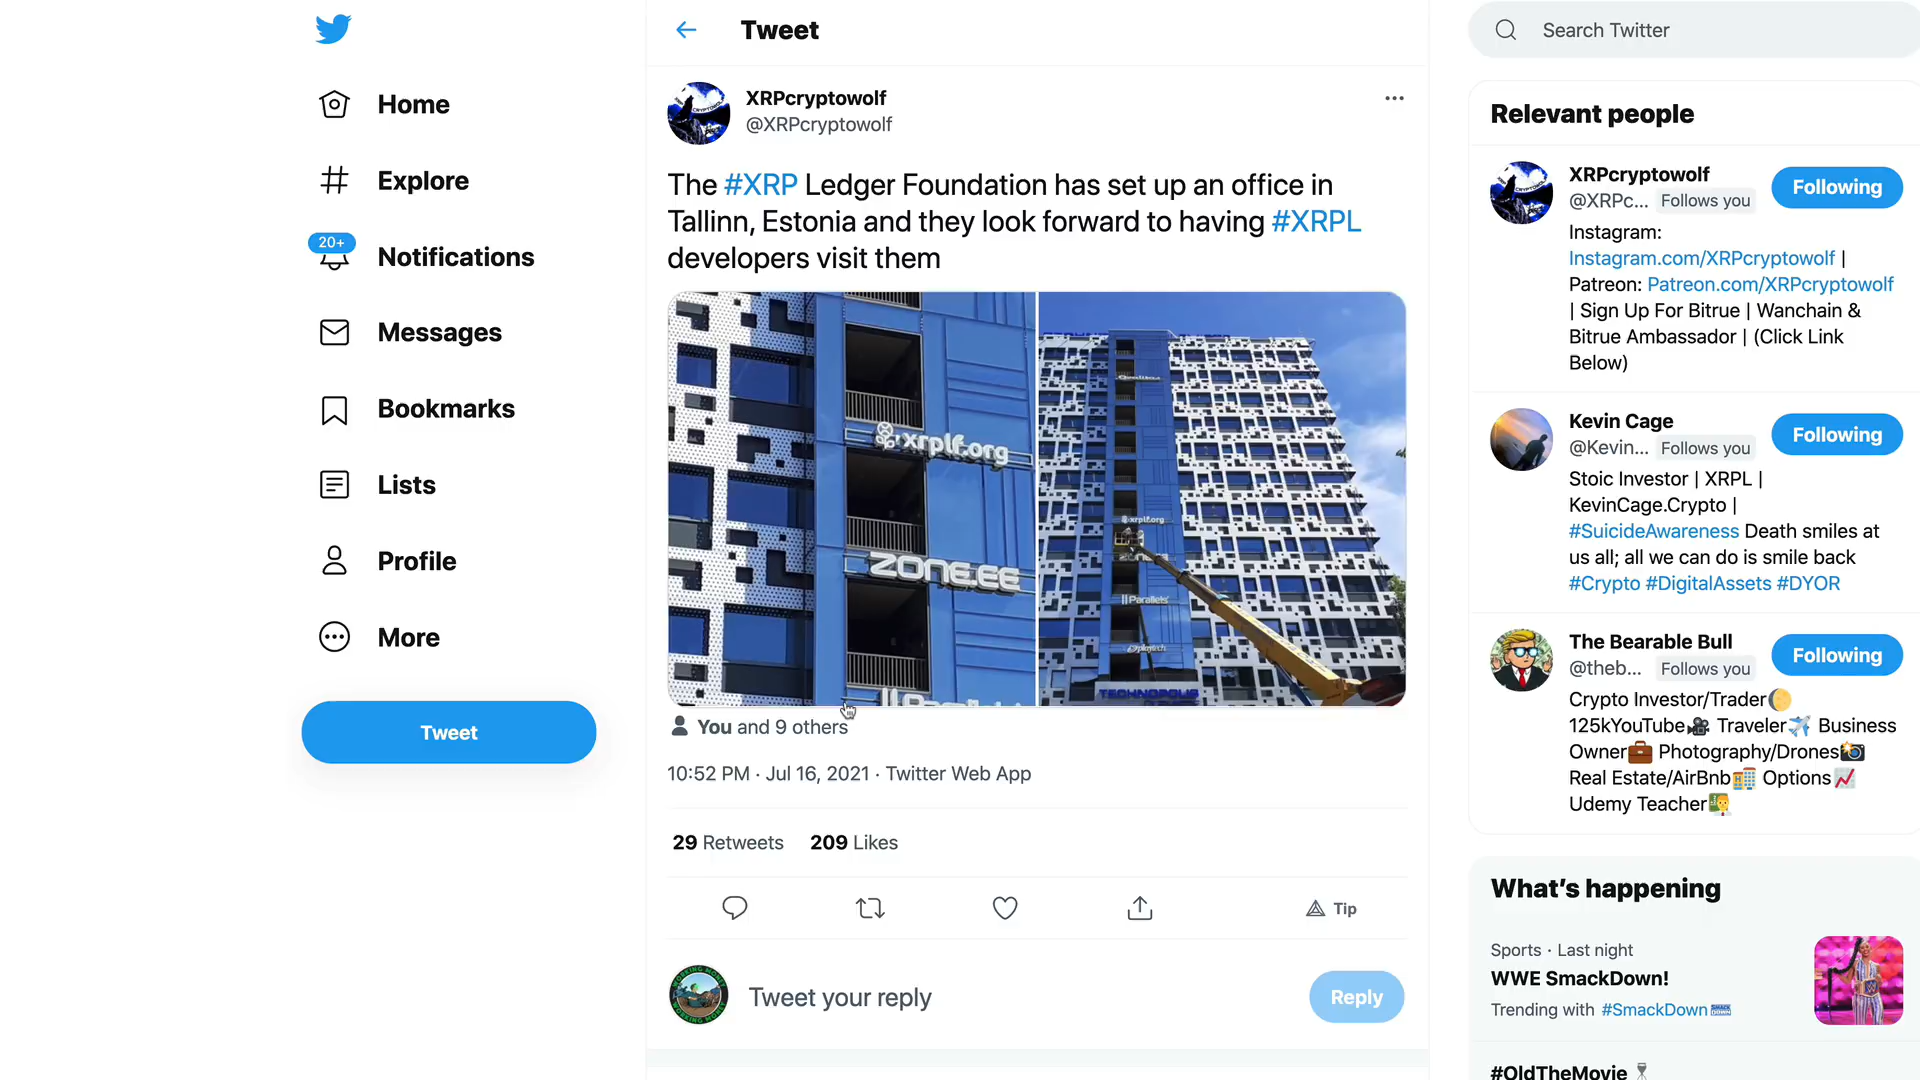 Home
Explore
20+
Notifications
Messages
Bookmarks
Lists
Profile
More
Tweet
Tweet
XRPcryptowolf
@XRPcryptowolf
The #XRP Ledger Foundation has set up an office in
Tallinn, Estonia and they look forward to having #XRPL
developers visit them
xrplf.org
ZONE.EE
Parallels
xrplf.org
ZONE
Parallels
playtech
TECHNOPOLIS
You and 9 others
10:52 PM · Jul 16, 2021 · Twitter Web App
29 Retweets 209 Likes
Tip
Tweet your reply
Reply
Search Twitter
Relevant people
XRPcryptowolf
@XRPc... Follows you
Following
Instagram:
Instagram.com/XRPcryptowolf |
Patreon: Patreon.com/XRPcryptowolf
| Sign Up For Bitrue | Wanchain &
Bitrue Ambassador | (Click Link
Below)
Kevin Cage
@Kevin... Follows you
Following
Stoic Investor | XRPL |
KevinCage.Crypto |
#SuicideAwareness Death smiles at
us all; all we can do is smile back
#Crypto #DigitalAssets #DYOR
The Bearable Bull
@theb... Follows you
Following
Crypto Investor/Trader🌔
125kYouTube🎥 Traveler✈️ Business
Owner💼 Photography/Drones📸
Real Estate/AirBnb🏨 Options📈
Udemy Teacher👨‍🏫
What's happening
Sports · Last night
WWE SmackDown!
Trending with #SmackDown
#OldTheMovie